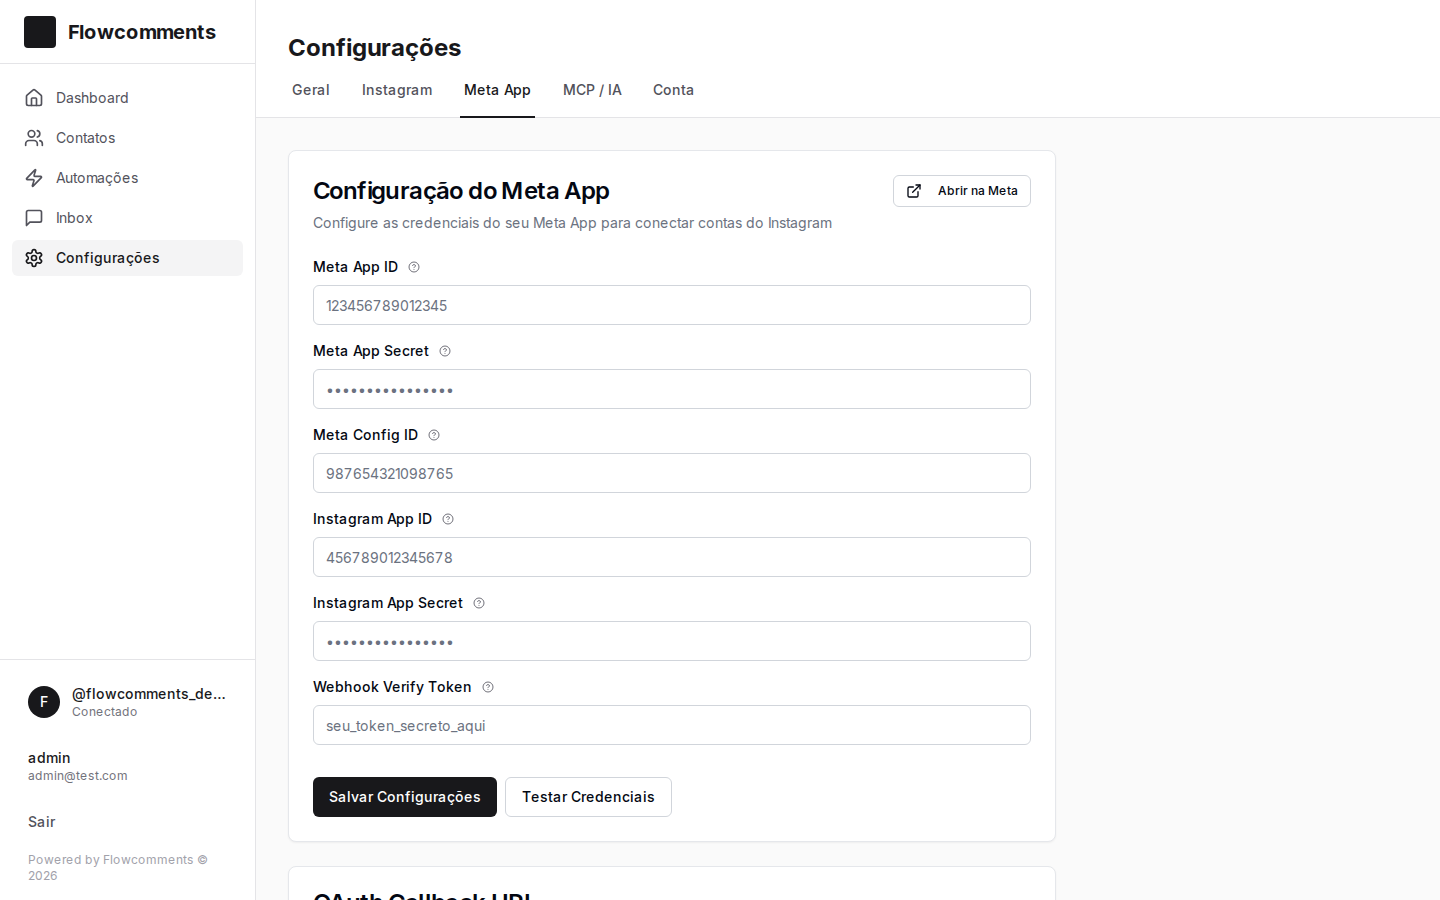 Flowcomments
Dashboard
Contatos
Automações
Inbox
Configurações
F
@flowcomments_de...
Conectado
admin
admin@test.com
Sair
Powered by Flowcomments ©
2026
Configurações
Geral
Instagram
Meta App
MCP / IA
Conta
Configuração do Meta App
Abrir na Meta
Configure as credenciais do seu Meta App para conectar contas do Instagram
Meta App ID
123456789012345
Meta App Secret
••••••••••••••••
Meta Config ID
987654321098765
Instagram App ID
456789012345678
Instagram App Secret
••••••••••••••••
Webhook Verify Token
seu_token_secreto_aqui
Salvar Configurações
Testar Credenciais
OAuth Callback URL